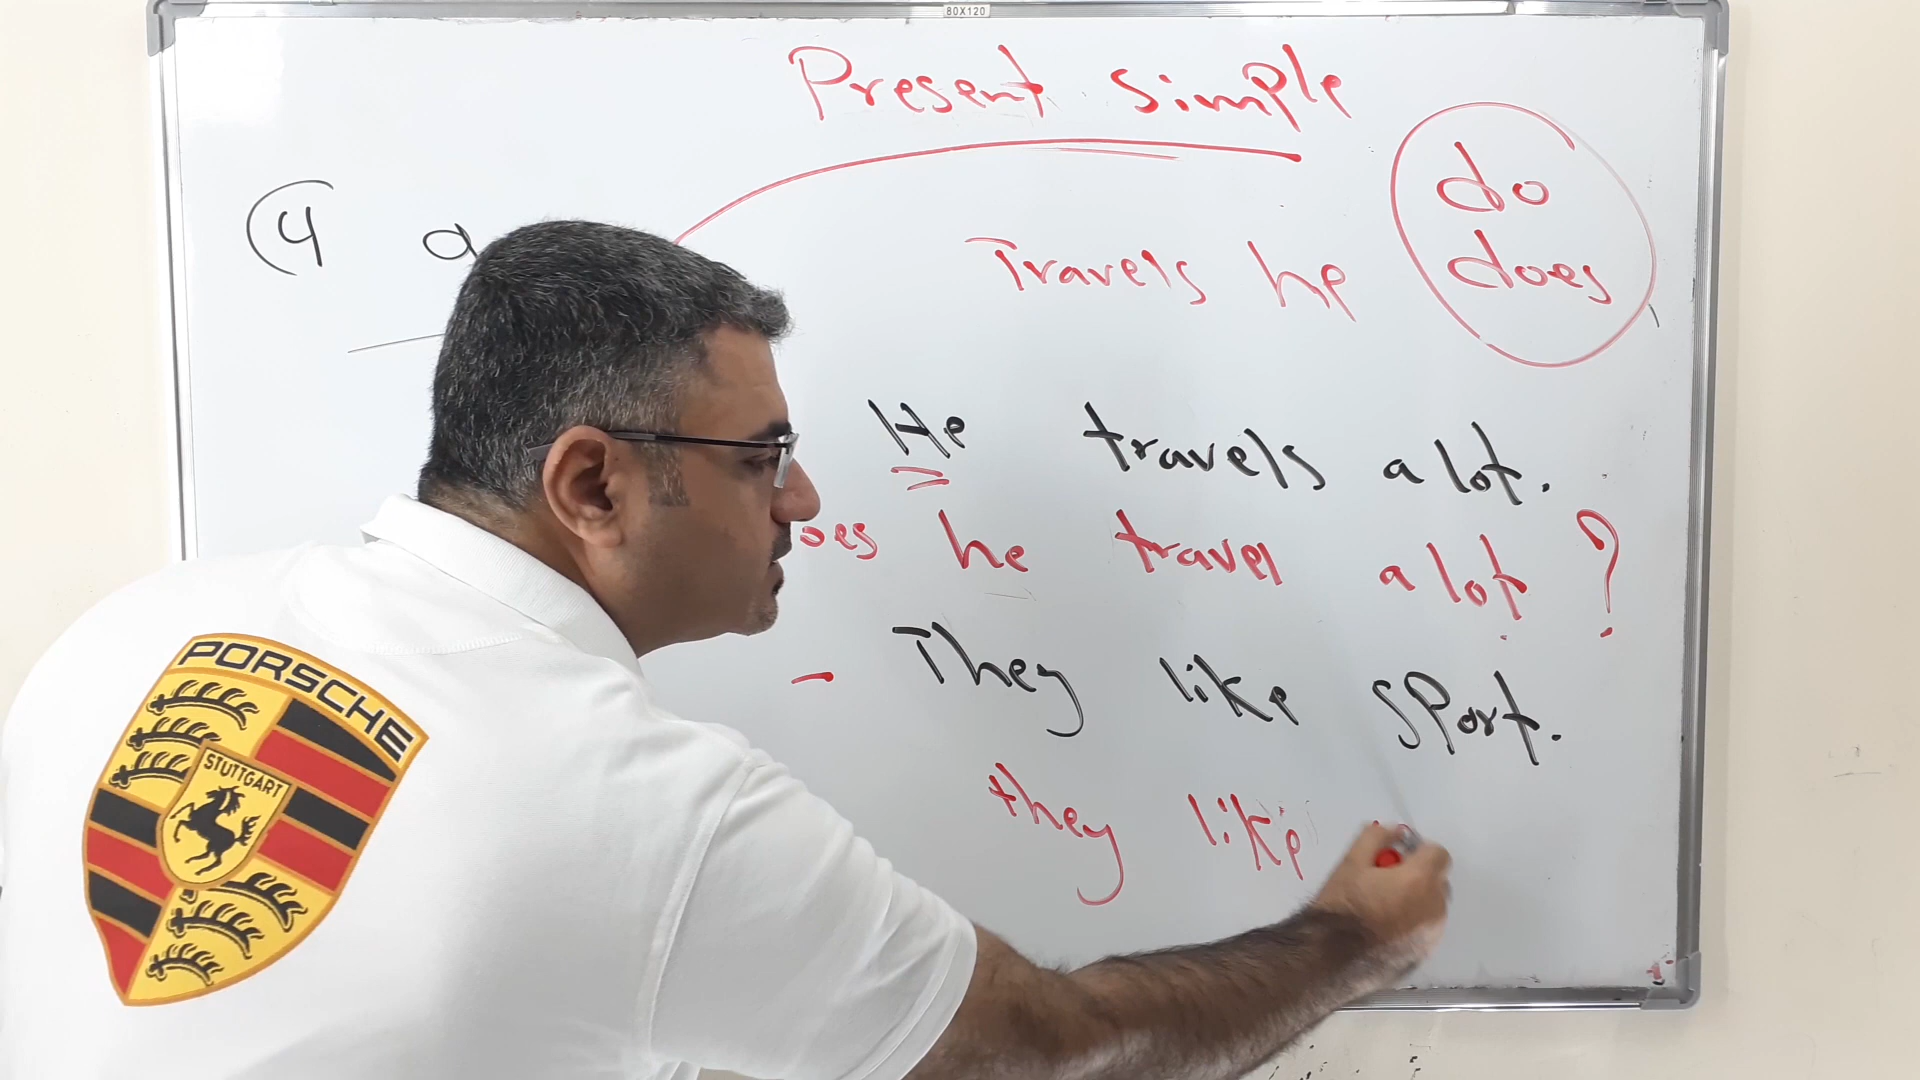 80X120
Present simple
do
does
Travels he
He travels a lot.
oes he travel a lot ?
- They like sport.
they like
PORSCHE
STUTTGART